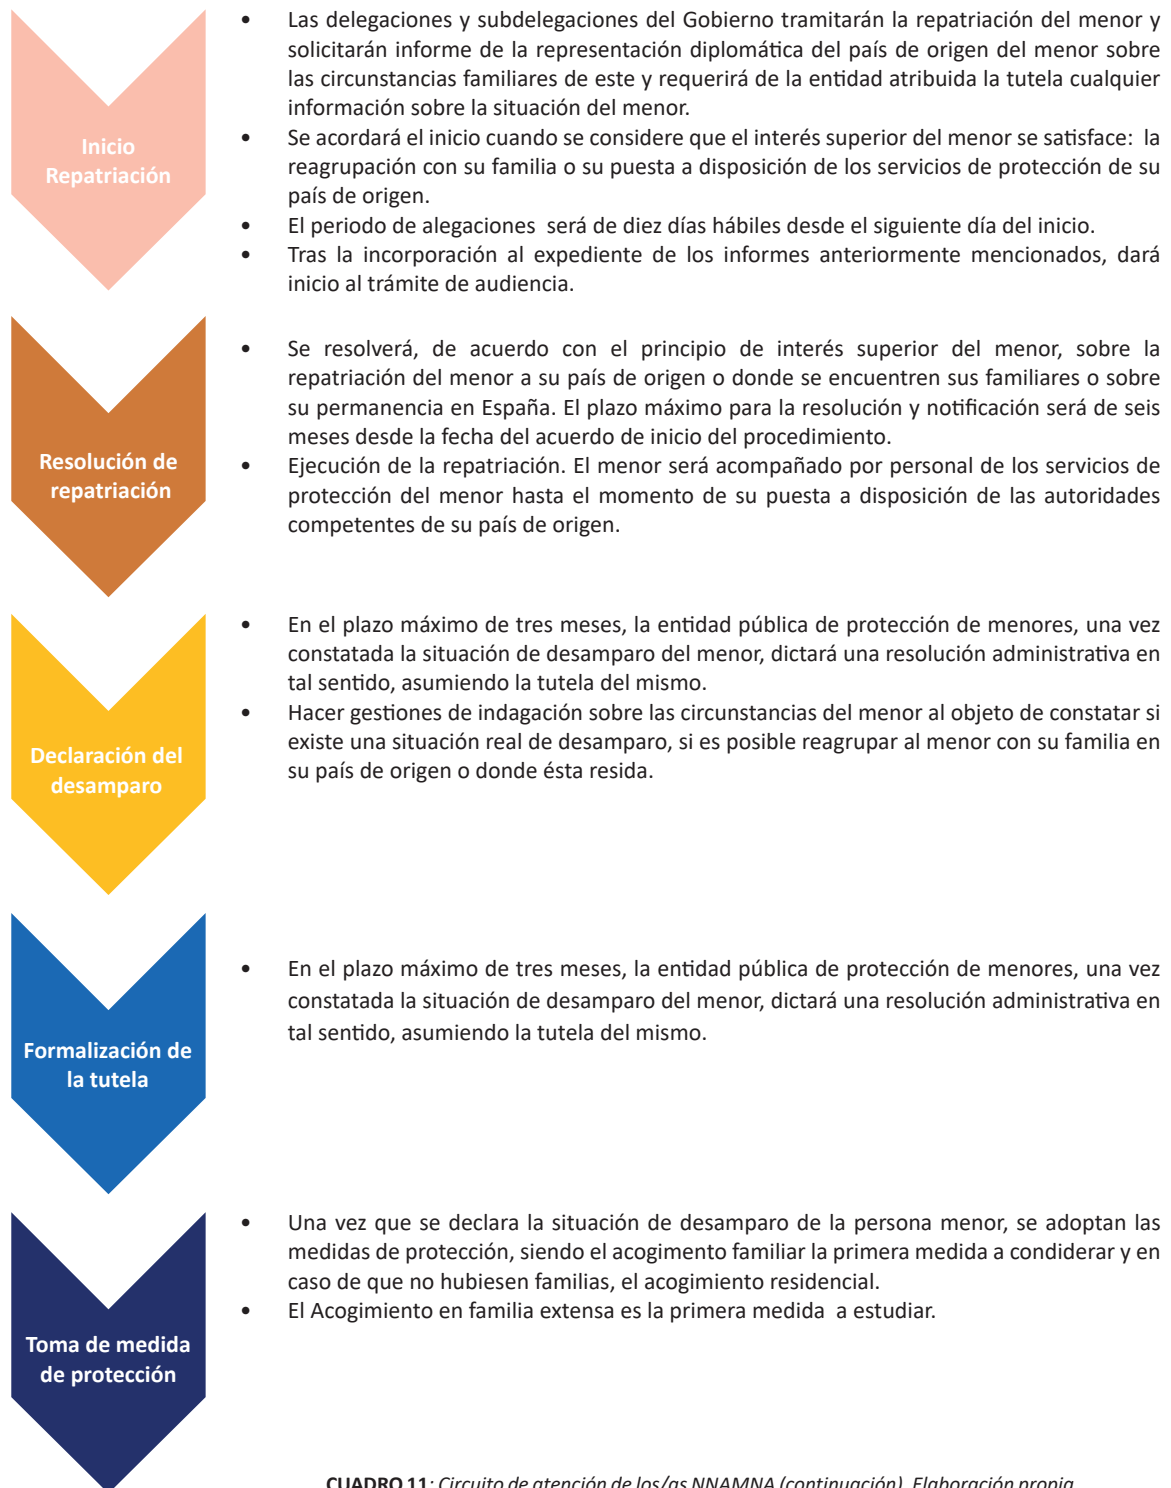 • Las delegaciones y subdelegaciones del Gobierno tramitarán la repatriación del menor y
solicitarán informe de la representación diplomática del país de origen del menor sobre
las circunstancias familiares de este y requerirá de la entidad atribuida la tutela cualquier
información sobre la situación del menor.
Inicio
Repatriación
• Se acordará el inicio cuando se considere que el interés superior del menor se satisface: la
reagrupación con su familia o su puesta a disposición de los servicios de protección de su
país de origen.
• El periodo de alegaciones será de diez días hábiles desde el siguiente día del inicio.
• Tras la incorporación al expediente de los informes anteriormente mencionados, dará
inicio al trámite de audiencia.
Resolución de
repatriación
• Se resolverá, de acuerdo con el principio de interés superior del menor, sobre la
repatriación del menor a su país de origen o donde se encuentren sus familiares o sobre
su permanencia en España. El plazo máximo para la resolución y notificación será de seis
meses desde la fecha del acuerdo de inicio del procedimiento.
• Ejecución de la repatriación. El menor será acompañado por personal de los servicios de
protección del menor hasta el momento de su puesta a disposición de las autoridades
competentes de su país de origen.
Declaración del
desamparo
• En el plazo máximo de tres meses, la entidad pública de protección de menores, una vez
constatada la situación de desamparo del menor, dictará una resolución administrativa en
tal sentido, asumiendo la tutela del mismo.
• Hacer gestiones de indagación sobre las circunstancias del menor al objeto de constatar si
existe una situación real de desamparo, si es posible reagrupar al menor con su familia en
su país de origen o donde ésta resida.
Formalización de
la tutela
• En el plazo máximo de tres meses, la entidad pública de protección de menores, una vez
constatada la situación de desamparo del menor, dictará una resolución administrativa en
tal sentido, asumiendo la tutela del mismo.
Toma de medida
de protección
• Una vez que se declara la situación de desamparo de la persona menor, se adoptan las
medidas de protección, siendo el acogimento familiar la primera medida a condiderar y en
caso de que no hubiesen familias, el acogimiento residencial.
• El Acogimiento en familia extensa es la primera medida a estudiar.
CUADRO 11: Circuito de atención de los/as NNAMNA (continuación). Elaboración propia